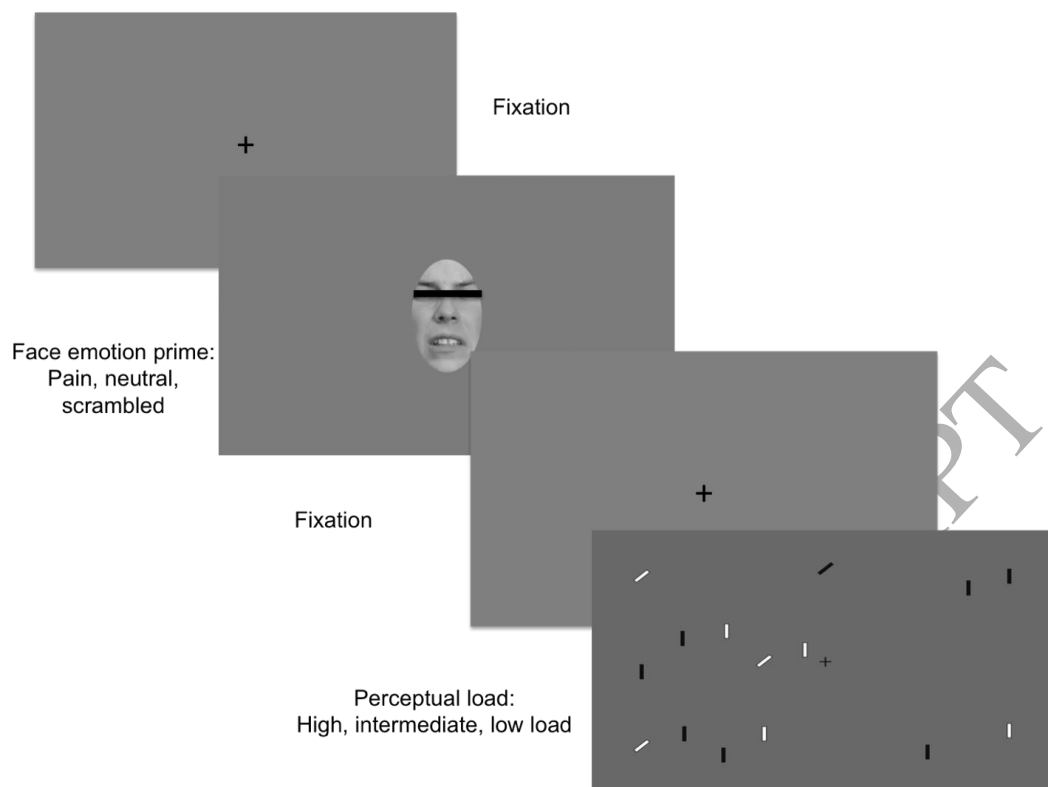 Fixation
Face emotion prime:
Pain, neutral,
scrambled
Fixation
Perceptual load:
High, intermediate, low load